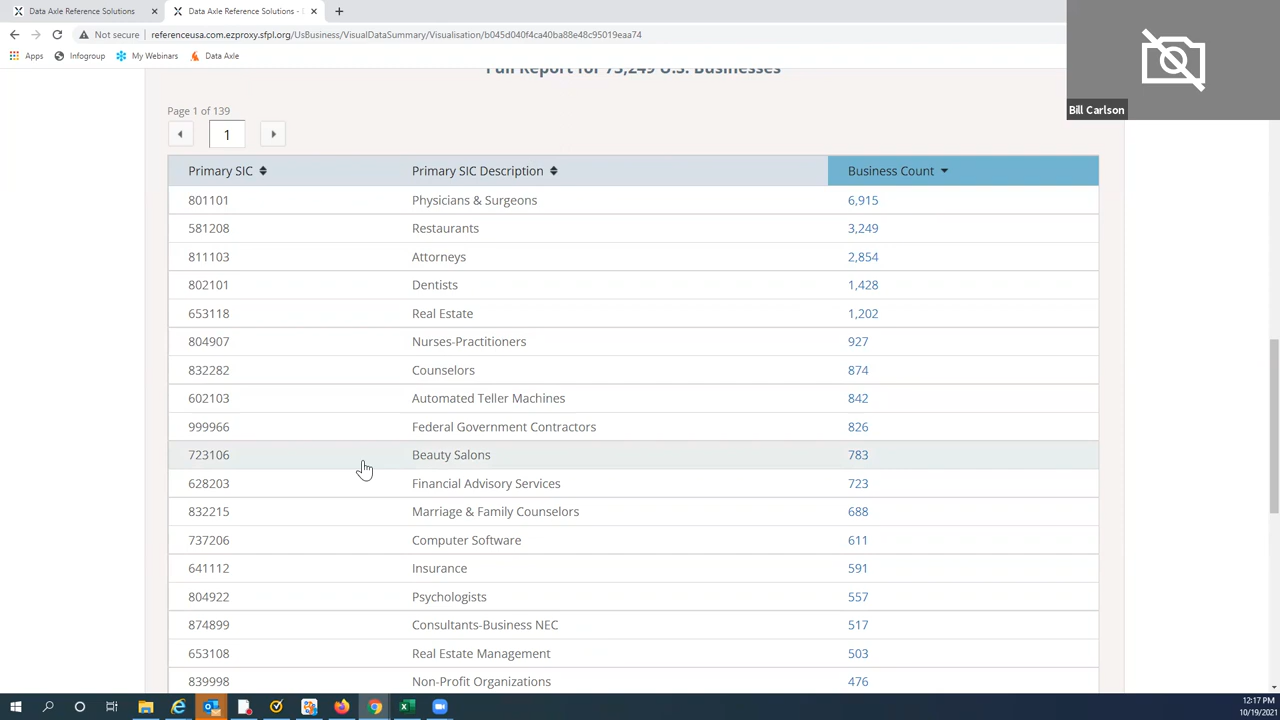 Data Axle Reference Solutions
Data Axle Reference Solutions -
Not secure
referenceusa.com.ezproxy.sfpl.org/UsBusiness/VisualDataSummary/Visualisation/b045d040f4ca40ba88e48c95019eaa74
Apps Infogroup My Webinars Data Axle
Bill Carlson
Full Report for 73,249 U.S. Businesses
Page 1 of 139
1
Primary SIC Primary SIC Description Business Count
801101 Physicians & Surgeons 6,915
581208 Restaurants 3,249
811103 Attorneys 2,854
802101 Dentists 1,428
653118 Real Estate 1,202
804907 Nurses-Practitioners 927
832282 Counselors 874
602103 Automated Teller Machines 842
999966 Federal Government Contractors 826
723106 Beauty Salons 783
628203 Financial Advisory Services 723
832215 Marriage & Family Counselors 688
737206 Computer Software 611
641112 Insurance 591
804922 Psychologists 557
874899 Consultants-Business NEC 517
653108 Real Estate Management 503
839998 Non-Profit Organizations 476
12:17 PM
10/19/2021